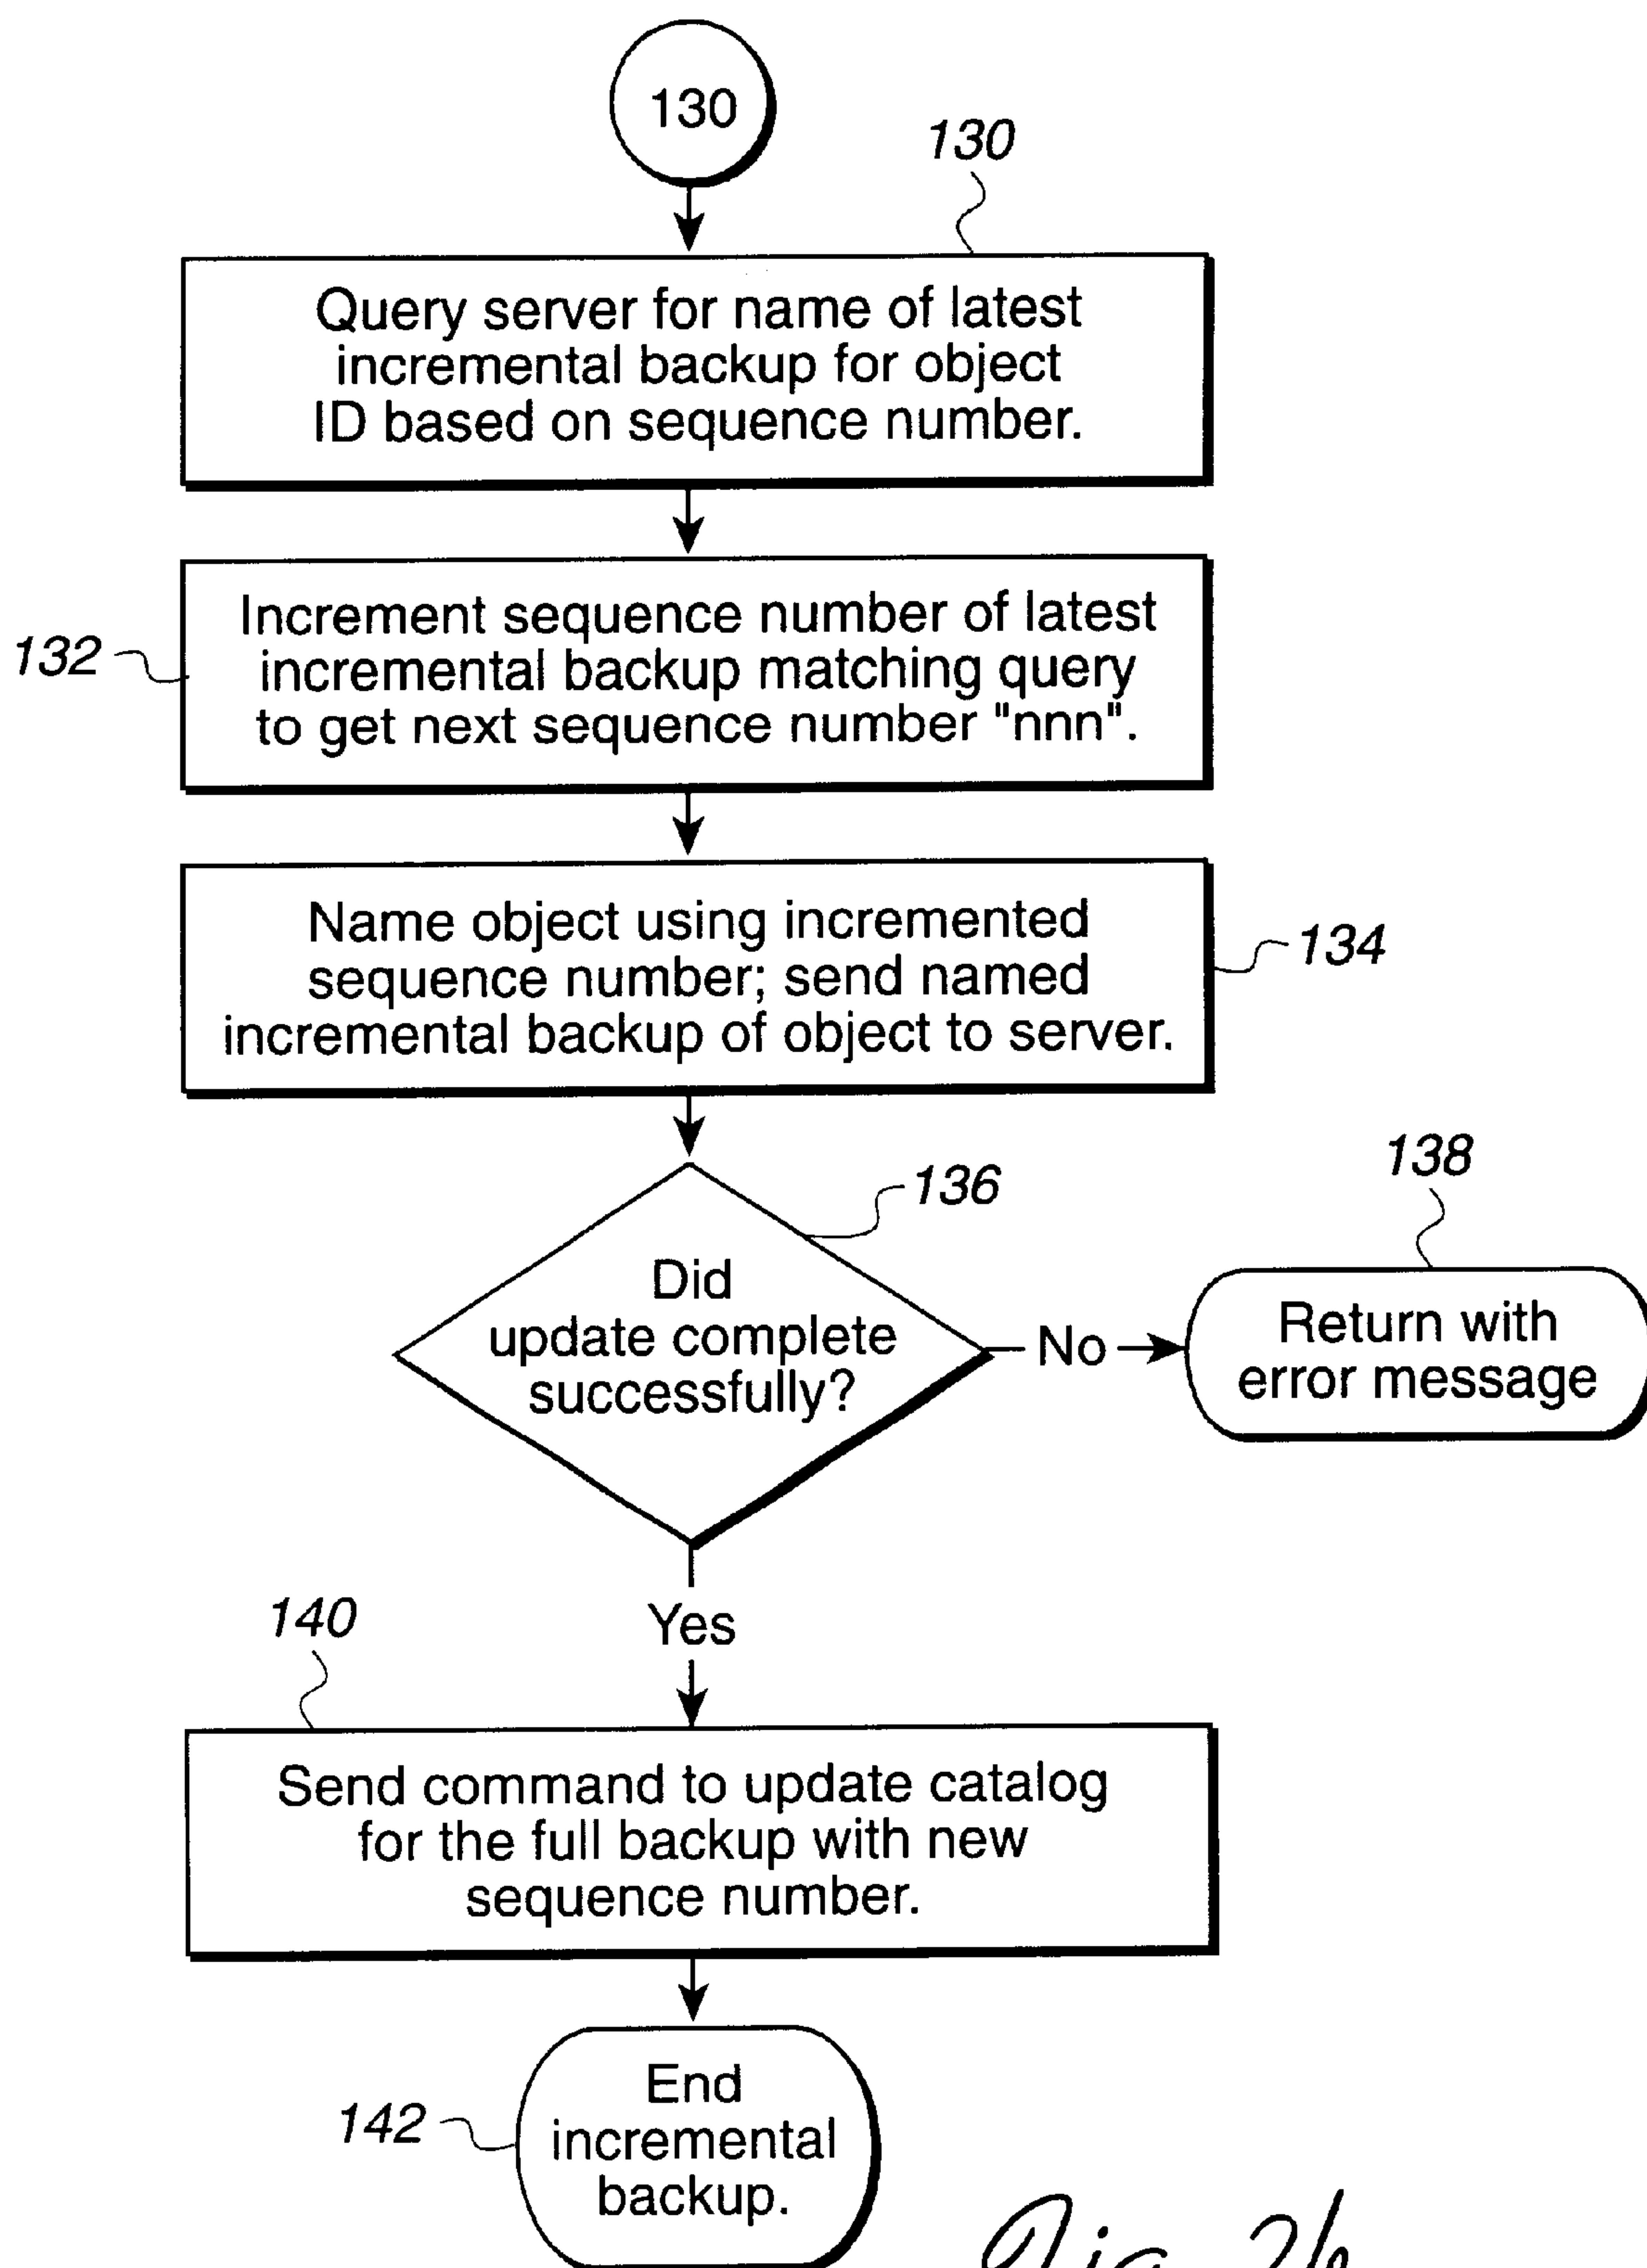 130
130
Query server for name of latest
incremental backup for object
ID based on sequence number.
132
Increment sequence number of latest
incremental backup matching query
to get next sequence number "nnn".
134
Name object using incremented
sequence number; send named
incremental backup of object to server.
136
Did
update complete
successfully?
No
138
Return with
error message
Yes
140
Send command to update catalog
for the full backup with new
sequence number.
142
End
incremental
backup.
Fig. 2b